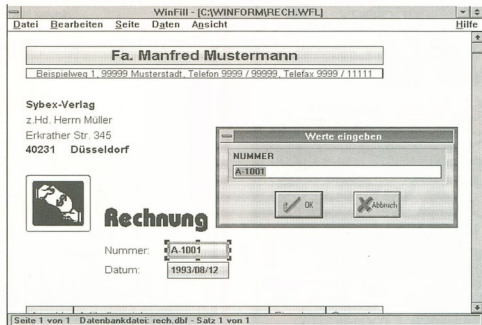 WinFill - [C:\WINFORM\RECH.WFL]
Datei Bearbeiten Seite Daten Ansicht Hilfe
Fa. Manfred Mustermann
Beispielweg 1, 99999 Musterstadt, Telefon 9999 / 99999, Telefax 9999 / 11111
Sybex-Verlag
z.Hd. Herrn Müller
Erkrather Str. 345
40231 Düsseldorf
Werte eingeben
NUMMER
A-1001
OK Abbruch
Rechnung
Nummer: A-1001
Datum: 1993/08/12
Seite 1 von 1 Datenbankdatei: rech.dbf - Satz 1 von 1